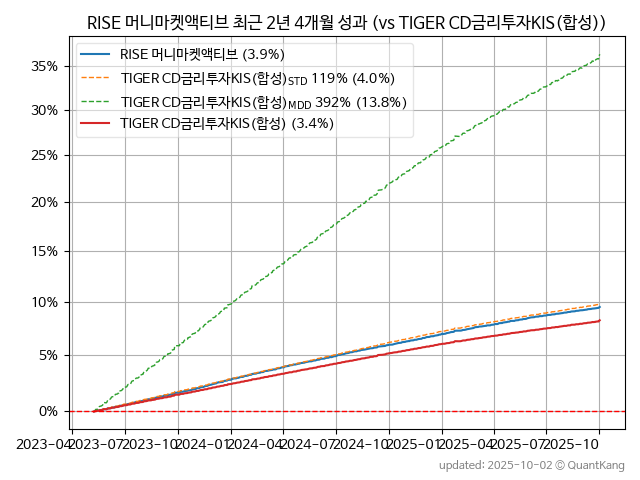 RISE 머니마켓액티브 최근 2년 4개월 성과 (vs TIGER CD금리투자KIS(합성))
RISE 머니마켓액티브 (3.9%)
TIGER CD금리투자KIS(합성)STD 119% (4.0%)
TIGER CD금리투자KIS(합성)MDD 392% (13.8%)
TIGER CD금리투자KIS(합성) (3.4%)
35%
30%
25%
20%
15%
10%
5%
0%
2023-04 2023-07 2023-10 2024-01 2024-04 2024-07 2024-10 2025-01 2025-04 2025-07 2025-10
updated: 2025-10-02 © QuantKang